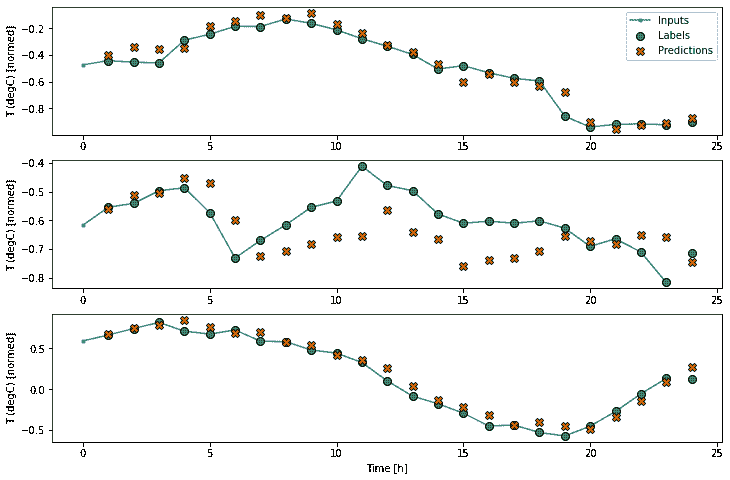 T (degC) [normed]
−0.2
−0.4
−0.6
−0.8
Inputs
Labels
Predictions
0 5 10 15 20 25
T (degC) [normed]
−0.4
−0.5
−0.6
−0.7
−0.8
0 5 10 15 20 25
T (degC) [normed]
0.5
0.0
−0.5
0 5 10 15 20 25
Time [h]